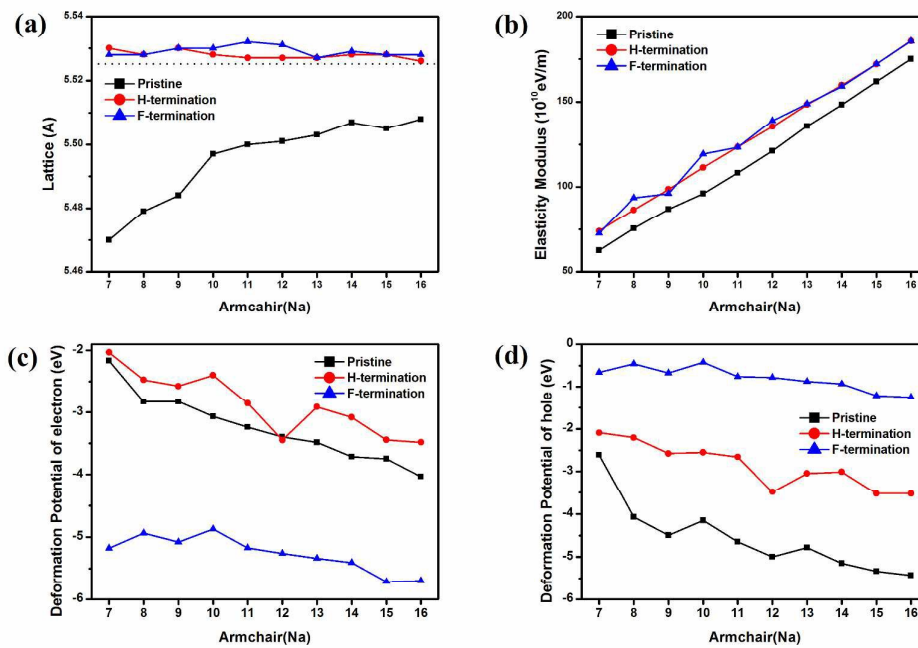 (a)
5.54
5.52
5.50
5.48
5.46
Lattice (A)
Pristine
H-termination
F-termination
7 8 9 10 11 12 13 14 15 16
Armcahir(Na)
(b)
200
150
100
50
Elasticity Modulus (10^10 eV/m)
Pristine
H-termination
F-termination
7 8 9 10 11 12 13 14 15 16
Armchair(Na)
(c)
-2
-3
-4
-5
-6
Deformation Potential of electron (eV)
Pristine
H-termination
F-termination
7 8 9 10 11 12 13 14 15 16
Armchair(Na)
(d)
0
-1
-2
-3
-4
-5
-6
Deformation Potential of hole (eV)
Pristine
H-termination
F-termination
7 8 9 10 11 12 13 14 15 16
Armchair(Na)